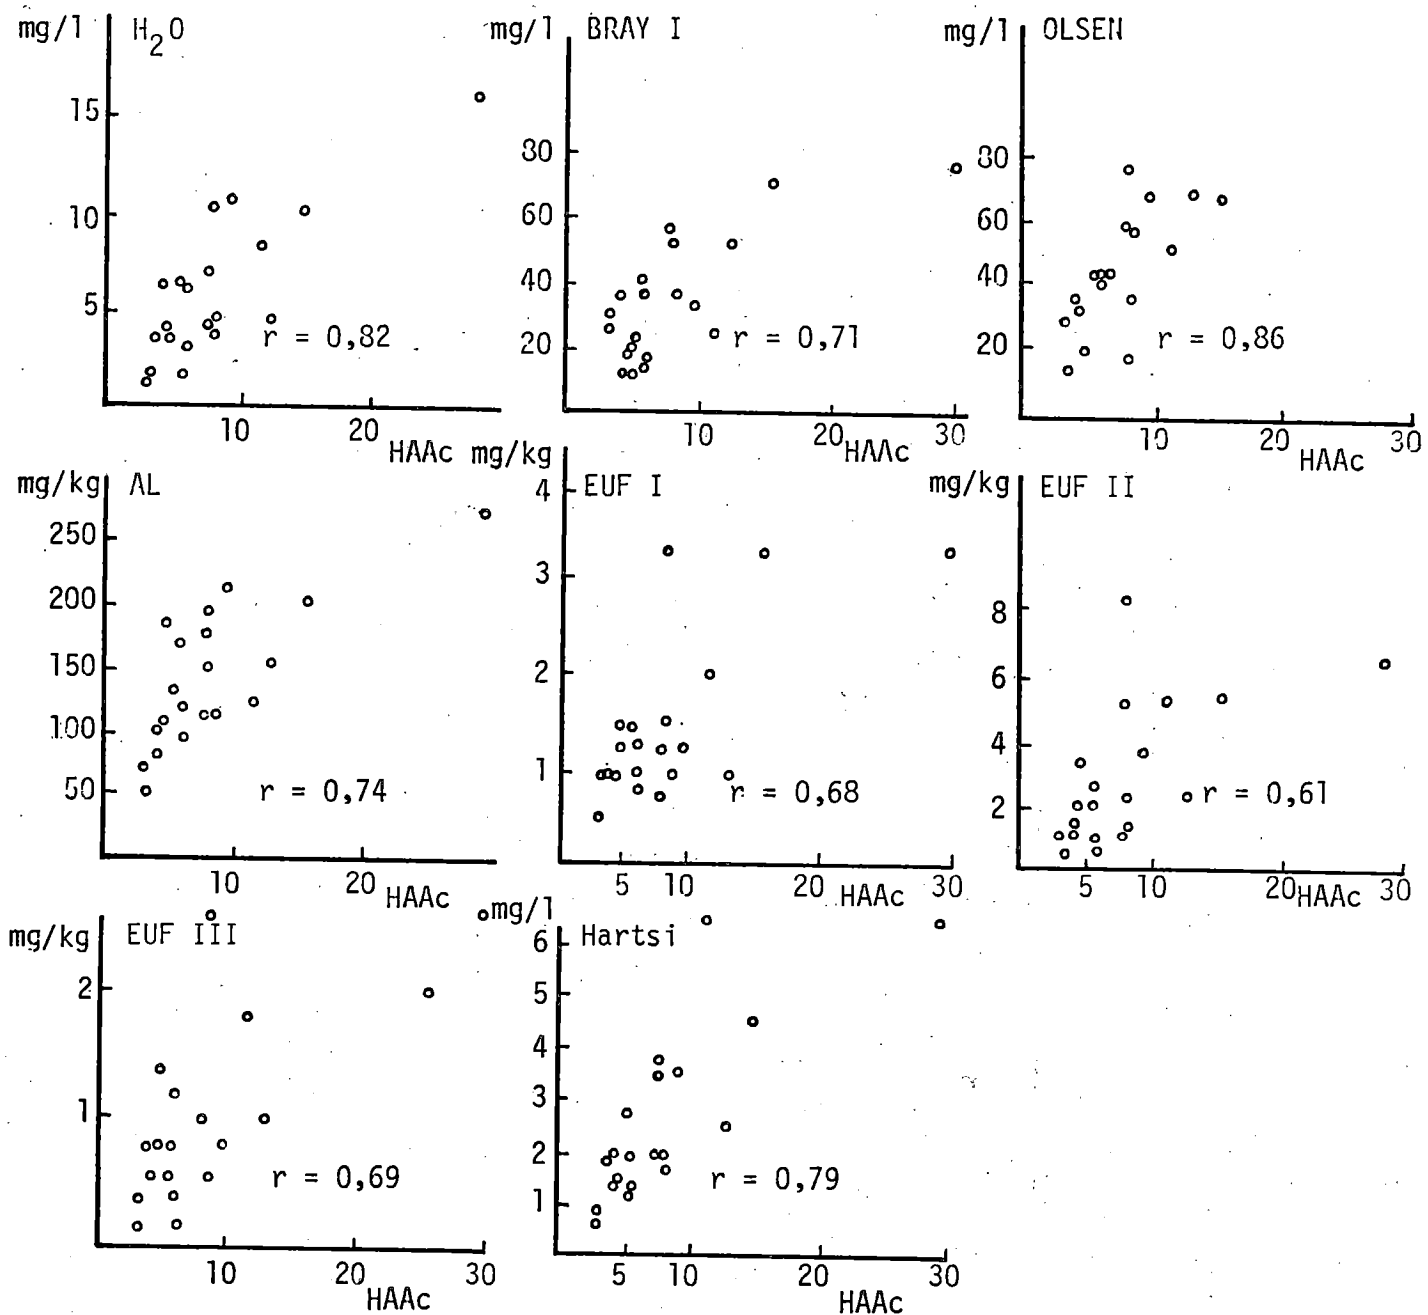 mg/l H₂O
15
10
5
r = 0,82
10 20
HAAc
mg/l BRAY I
80
60
40
20
r = 0,71
10 20 30
HAAc
mg/l OLSEN
80
60
40
20
r = 0,86
10 20 30
HAAc
mg/kg AL
250
200
150
100
50
r = 0,74
10 20
HAAc
mg/kg
EUF I
4
3
2
1
r = 0,68
5 10 20 30
HAAc
mg/kg EUF II
8
6
4
2
r = 0,61
5 10 20 30
HAAc
mg/kg EUF III
2
1
r = 0,69
10 20 30
HAAc
mg/l
Hartsi
6
5
4
3
2
1
r = 0,79
5 10 20 30
HAAc